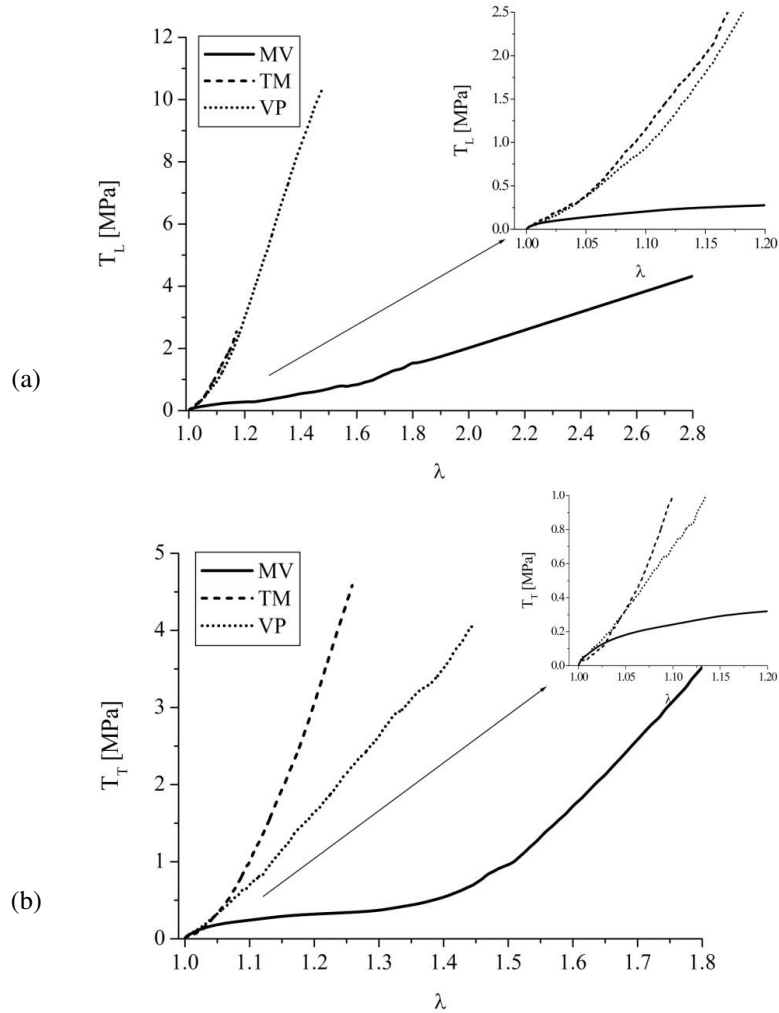 (a)
T_L [MPa]
12
10
8
6
4
2
0
MV
TM
VP
1.0 1.2 1.4 1.6 1.8 2.0 2.2 2.4 2.6 2.8
λ
T_L [MPa]
2.5
2.0
1.5
1.0
0.5
0.0
1.00 1.05 1.10 1.15 1.20
λ
(b)
T_T [MPa]
5
4
3
2
1
0
MV
TM
VP
1.0 1.1 1.2 1.3 1.4 1.5 1.6 1.7 1.8
λ
T_T [MPa]
1.0
0.8
0.6
0.4
0.2
0.0
1.00 1.05 1.10 1.15 1.20
λ